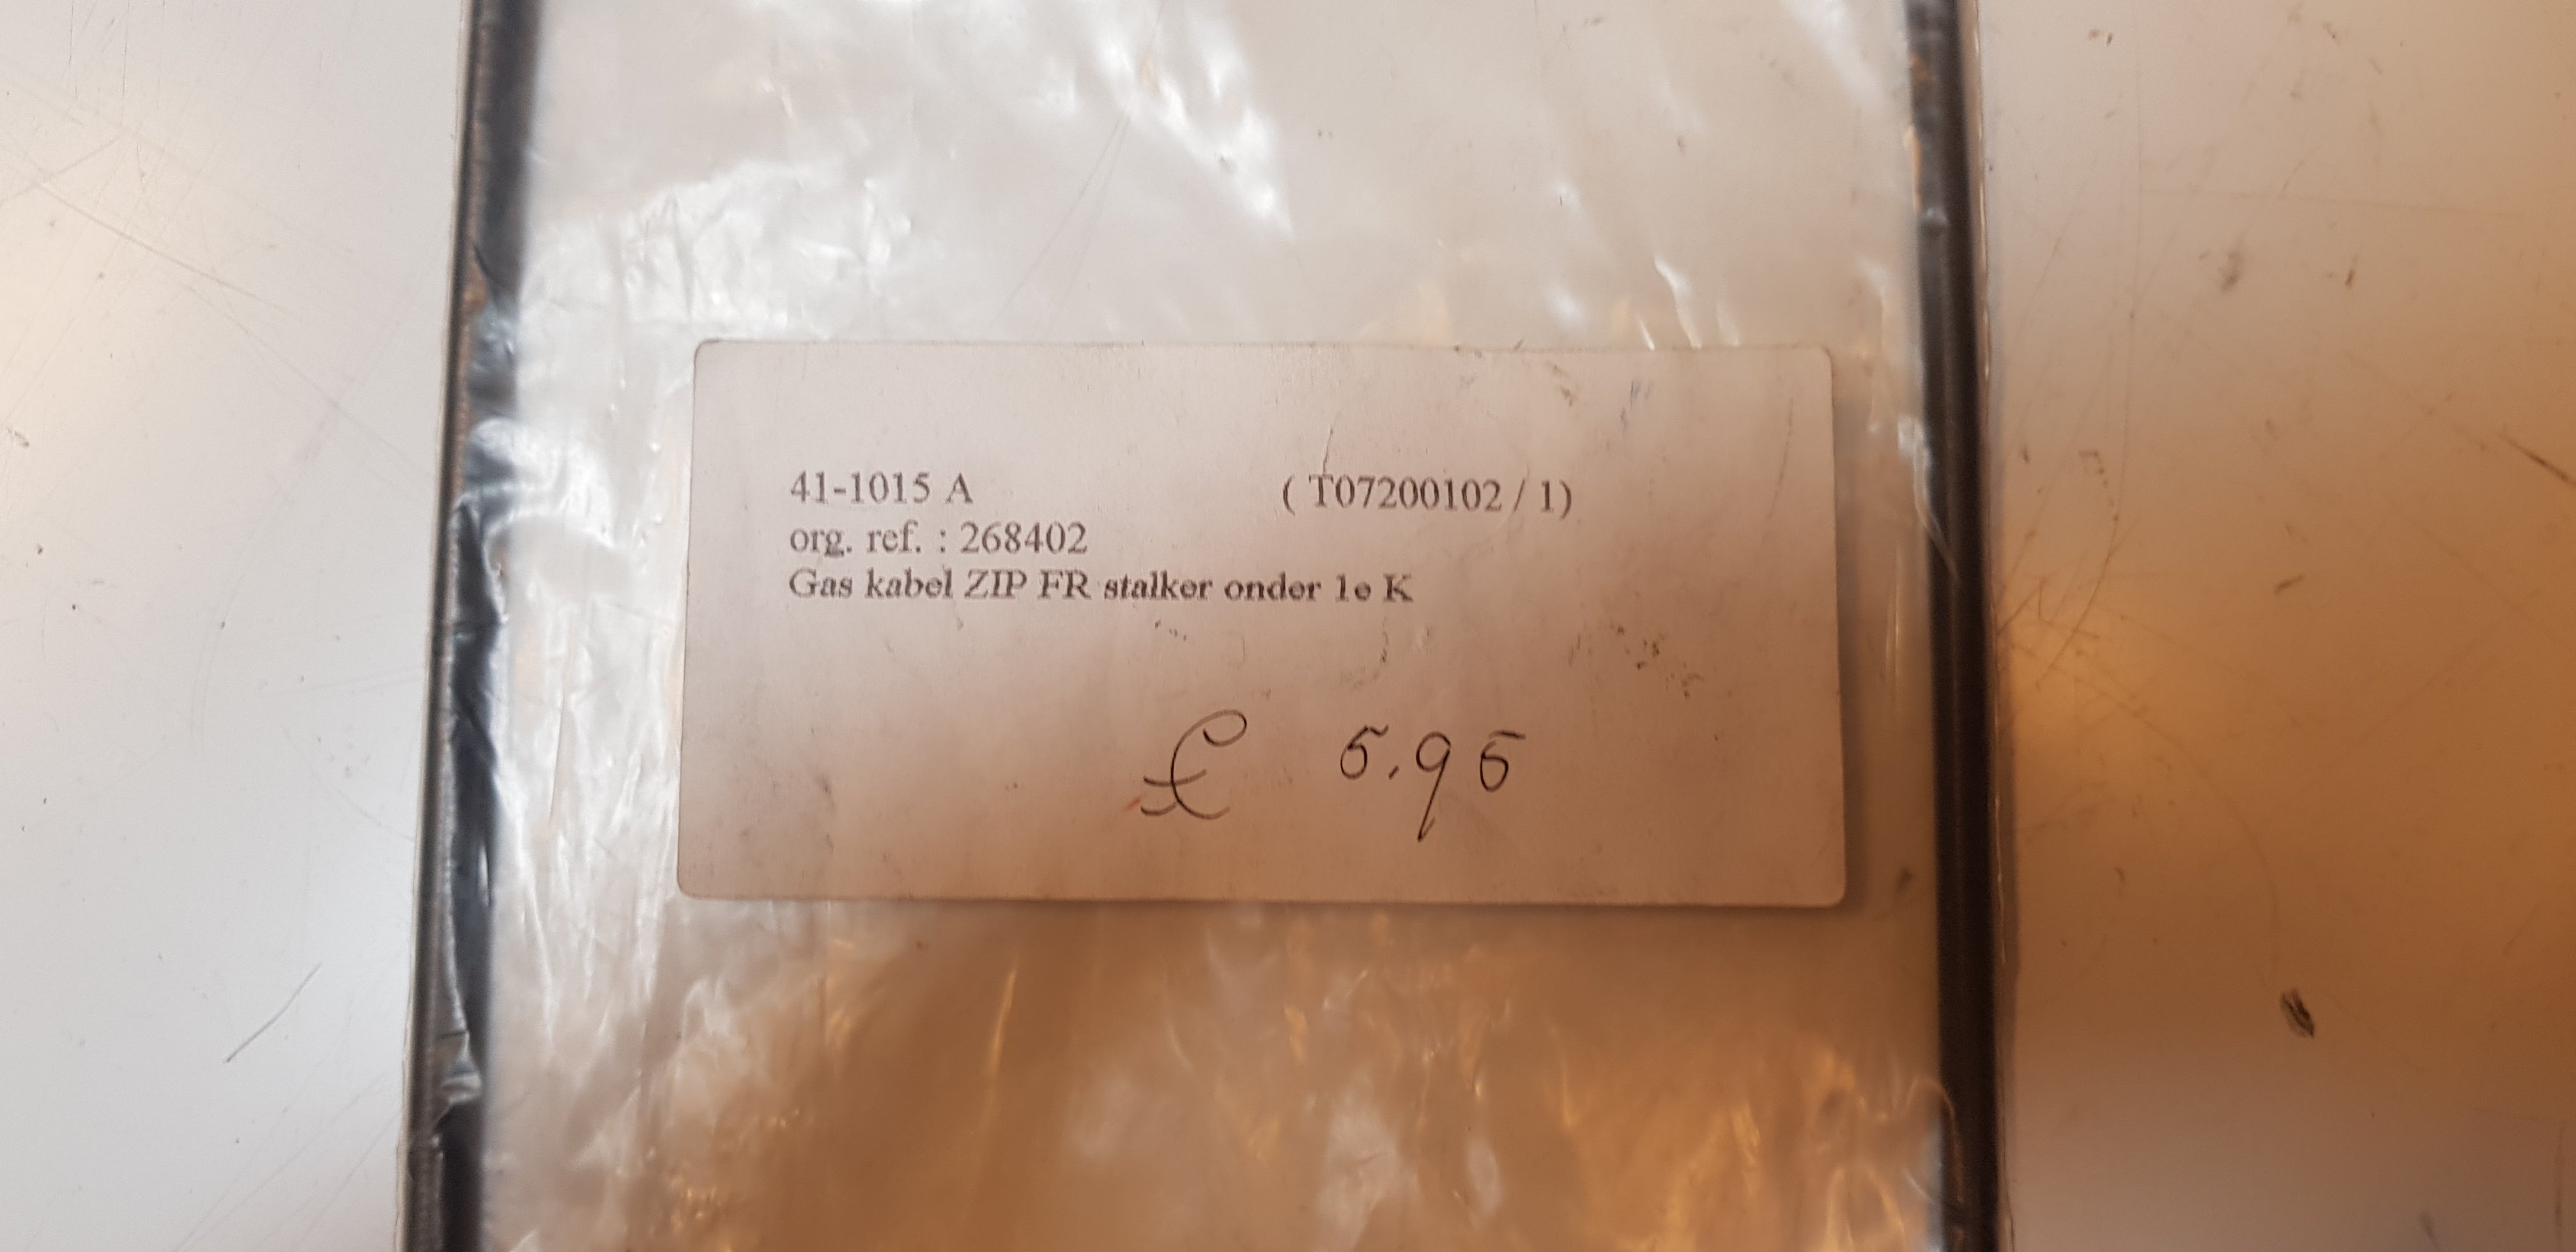 41-1015 A ( T07200102 / 1)
org. ref. : 268402
Gas kabel ZIP FR stalker onder 1e K
£ 5.95